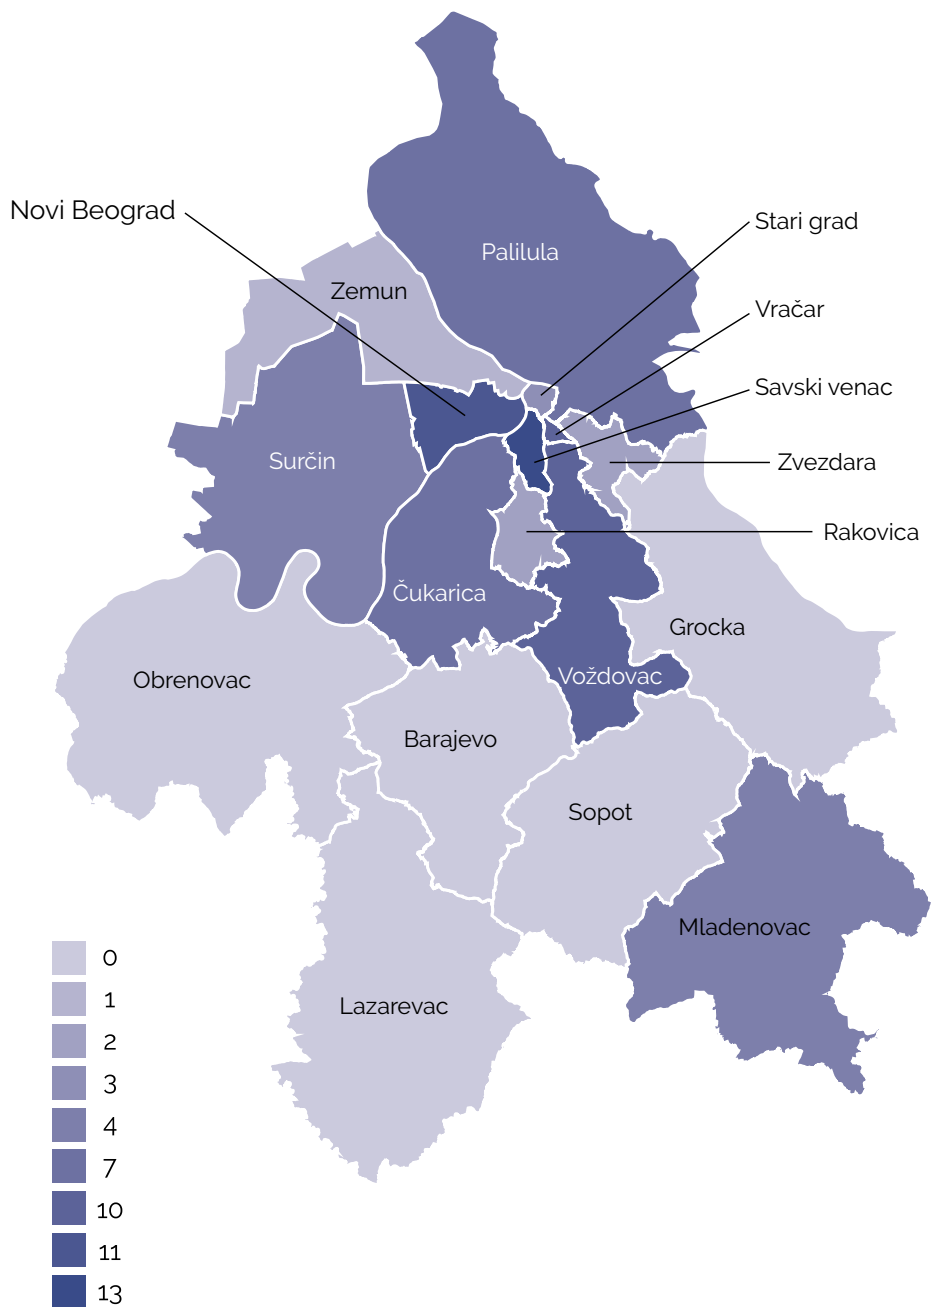 Novi Beograd
Stari grad
Palilula
Zemun
Vračar
Savski venac
Surčin
Zvezdara
Rakovica
Čukarica
Grocka
Obrenovac
Voždovac
Barajevo
Sopot
Mladenovac
Lazarevac
0
1
2
3
4
7
10
11
13